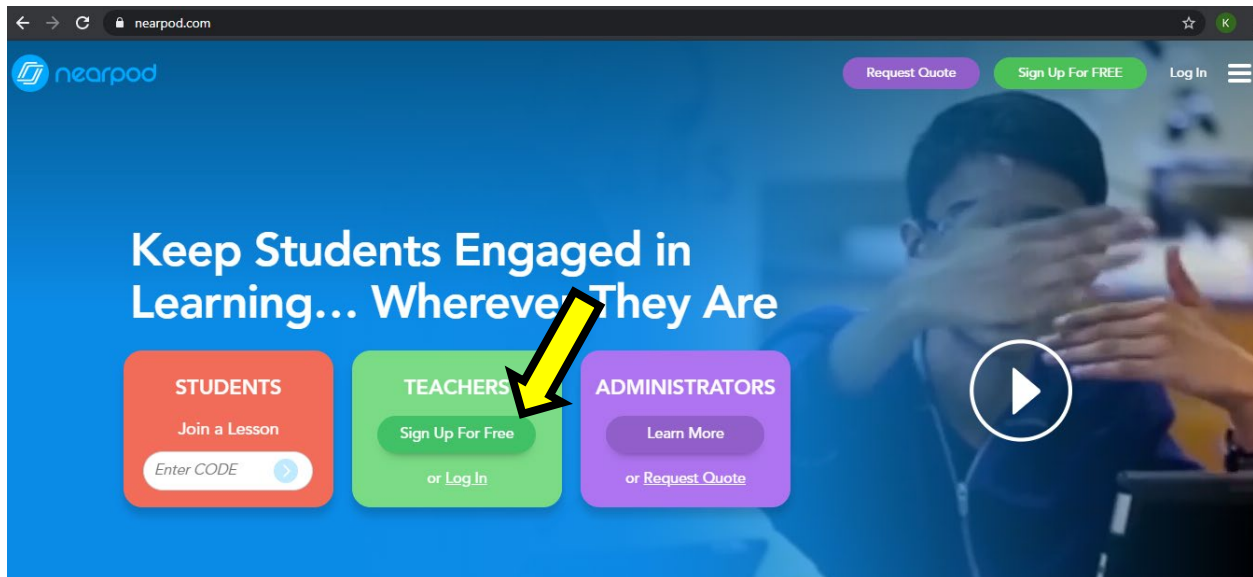 nearpod.com
K
nearpod
Request Quote
Sign Up For FREE
Log In
Keep Students Engaged in
Learning... Wherever They Are
STUDENTS
Join a Lesson
Enter CODE
TEACHERS
Sign Up For Free
or Log In
ADMINISTRATORS
Learn More
or Request Quote